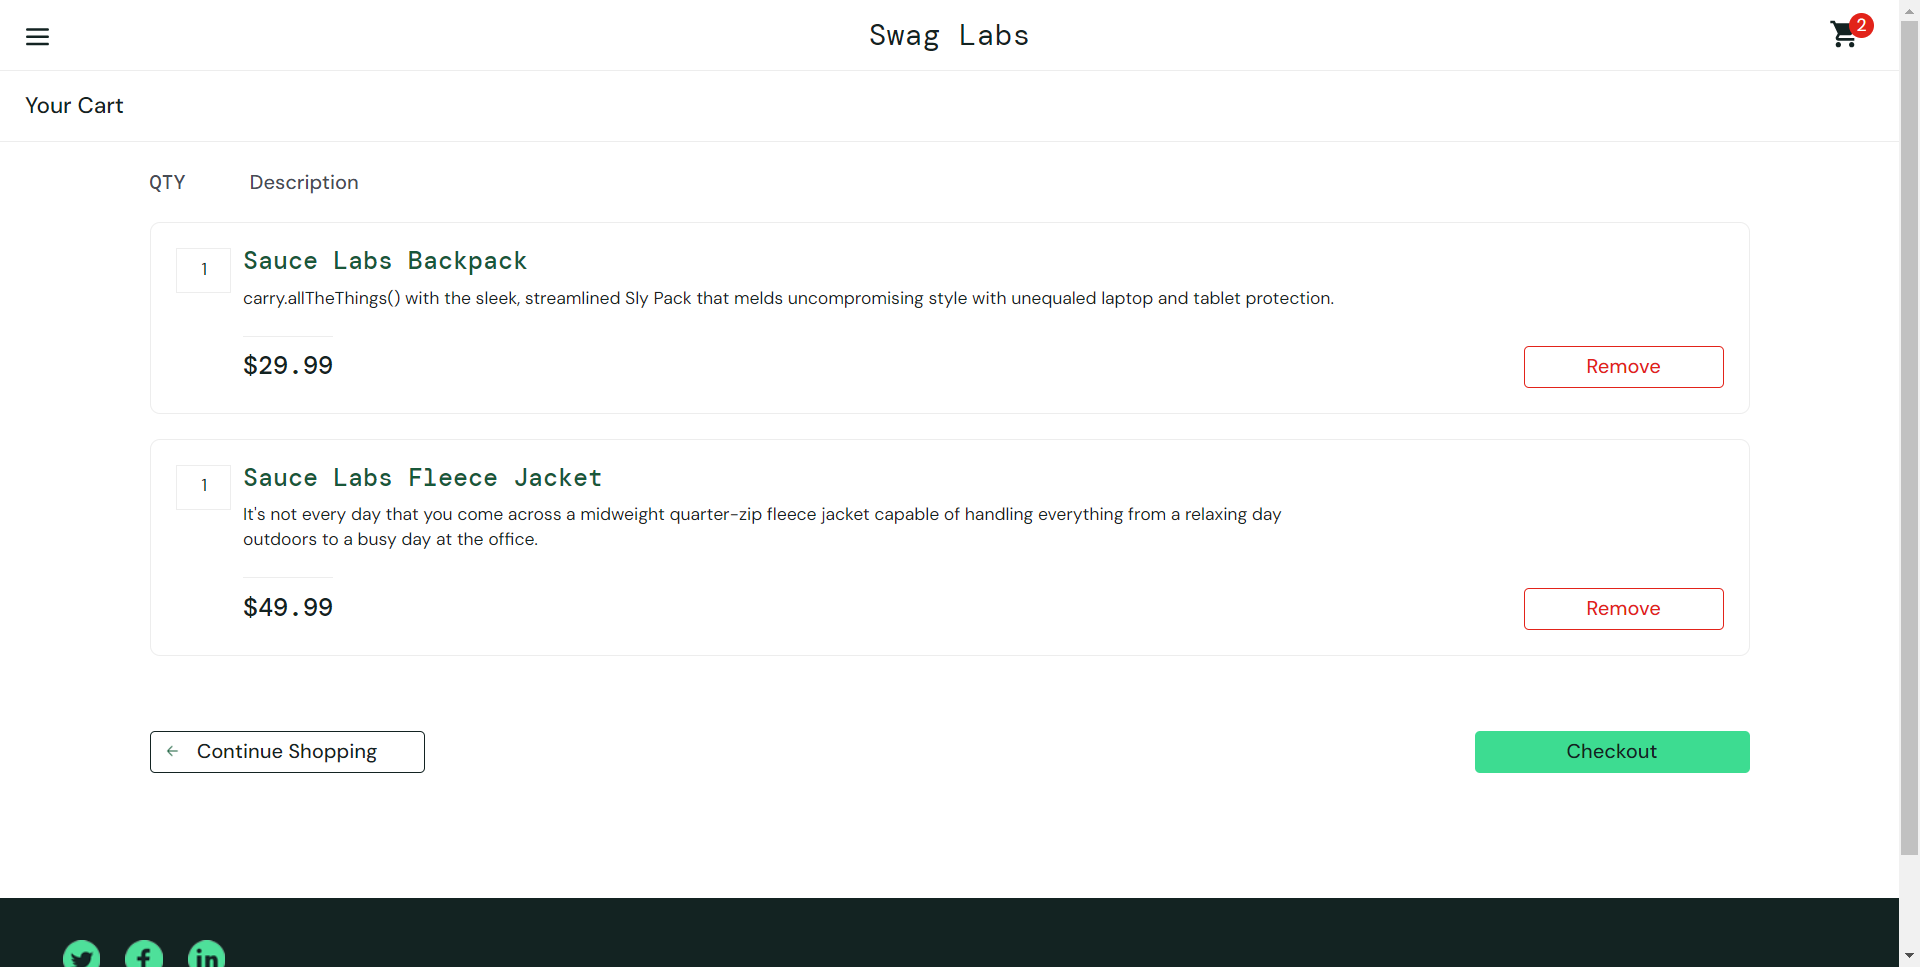 Swag Labs
2
Your Cart
QTY Description
1 Sauce Labs Backpack
carry.allTheThings() with the sleek, streamlined Sly Pack that melds uncompromising style with unequaled laptop and tablet protection.
$29.99 Remove
1 Sauce Labs Fleece Jacket
It's not every day that you come across a midweight quarter-zip fleece jacket capable of handling everything from a relaxing day
outdoors to a busy day at the office.
$49.99 Remove
Continue Shopping Checkout